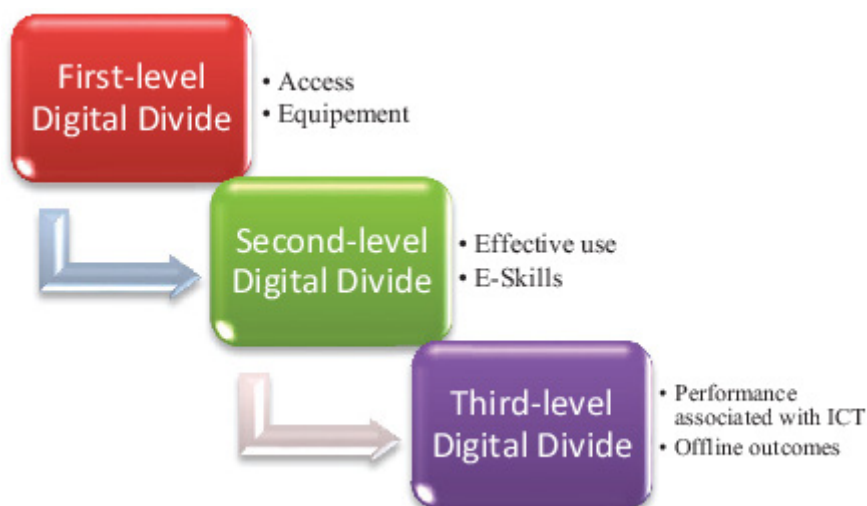 First-level
Digital Divide
• Access
• Equipement
Second-level
Digital Divide
• Effective use
• E-Skills
Third-level
Digital Divide
• Performance
associated with ICT
• Offline outcomes